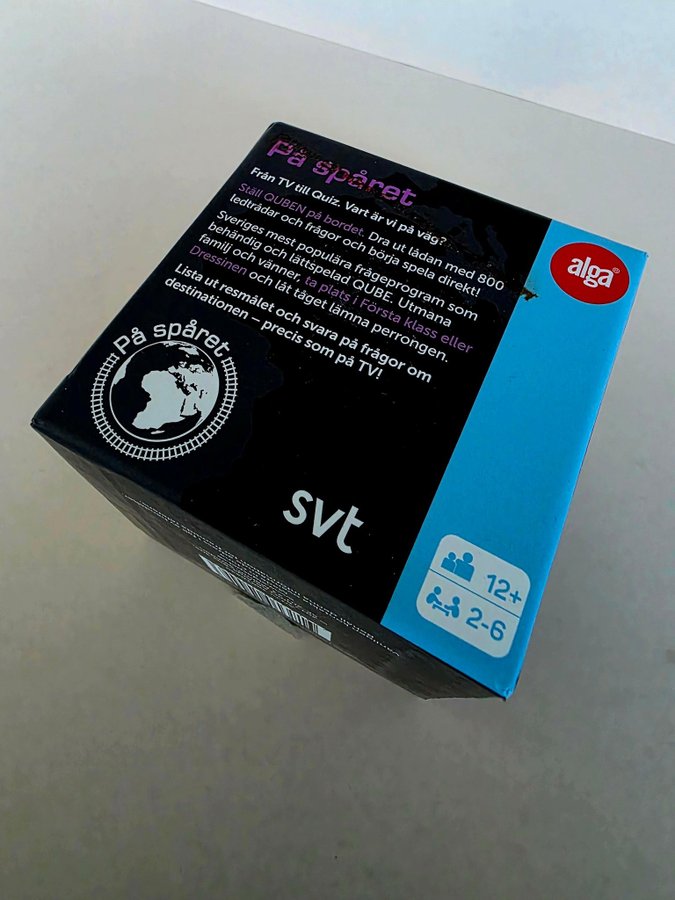 På spåret
Från TV till Quiz. Vart är vi på väg?
Ställ QUBEN på bordet. Dra ut lådan med 800
ledtrådar och frågor och börja spela direkt!
Sveriges mest populära frågeprogram som
behändig och lättspelad QUBE. Utmana
familj och vänner, ta plats i Första klass eller
Dressinen och låt tåget lämna perrongen.
Lista ut resmålet och svara på frågor om
destinationen – precis som på TV!
alga®
På spåret
svt
12+
2-6